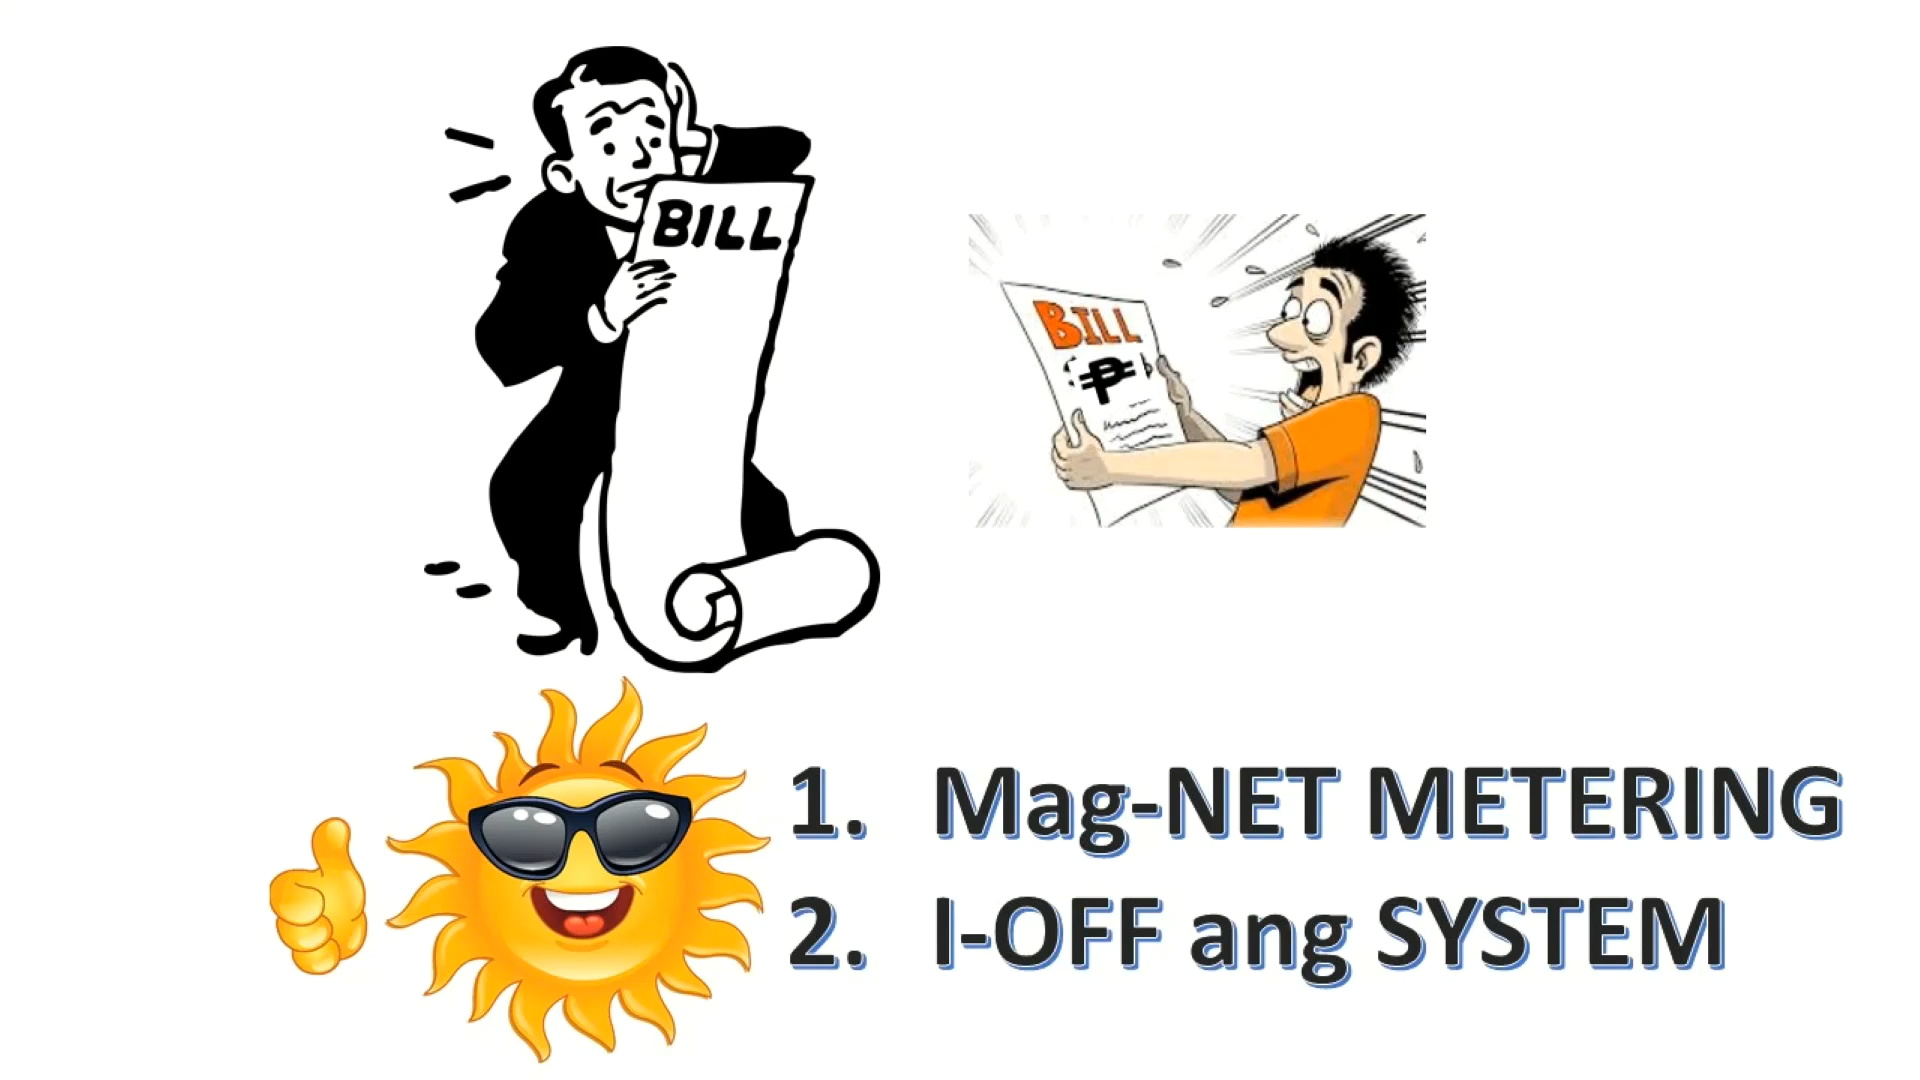 BILL
BILL
₱
1. Mag-NET METERING
2. I-OFF ang SYSTEM